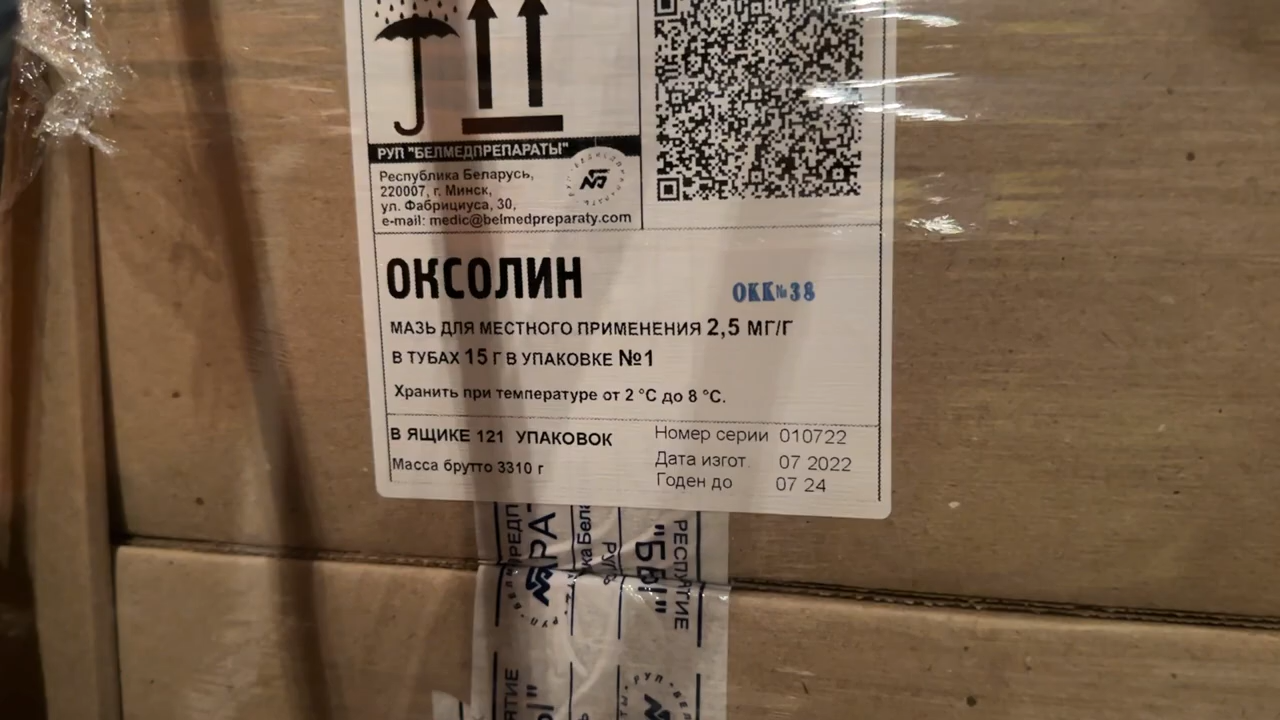 РУП "БЕЛМЕДПРЕПАРАТЫ"
Республика Беларусь,
220007, г. Минск,
ул. Фабрициуса, 30,
e-mail: medic@belmedpreparaty.com
ОКСОЛИН
ОКК№38
МАЗЬ ДЛЯ МЕСТНОГО ПРИМЕНЕНИЯ 2,5 МГ/Г
В ТУБАХ 15 Г В УПАКОВКЕ №1
Хранить при температуре от 2 °C до 8 °C.
В ЯЩИКЕ 121 УПАКОВОК
Масса брутто 3310 г
Номер серии 010722
Дата изгот. 07 2022
Годен до 07 24